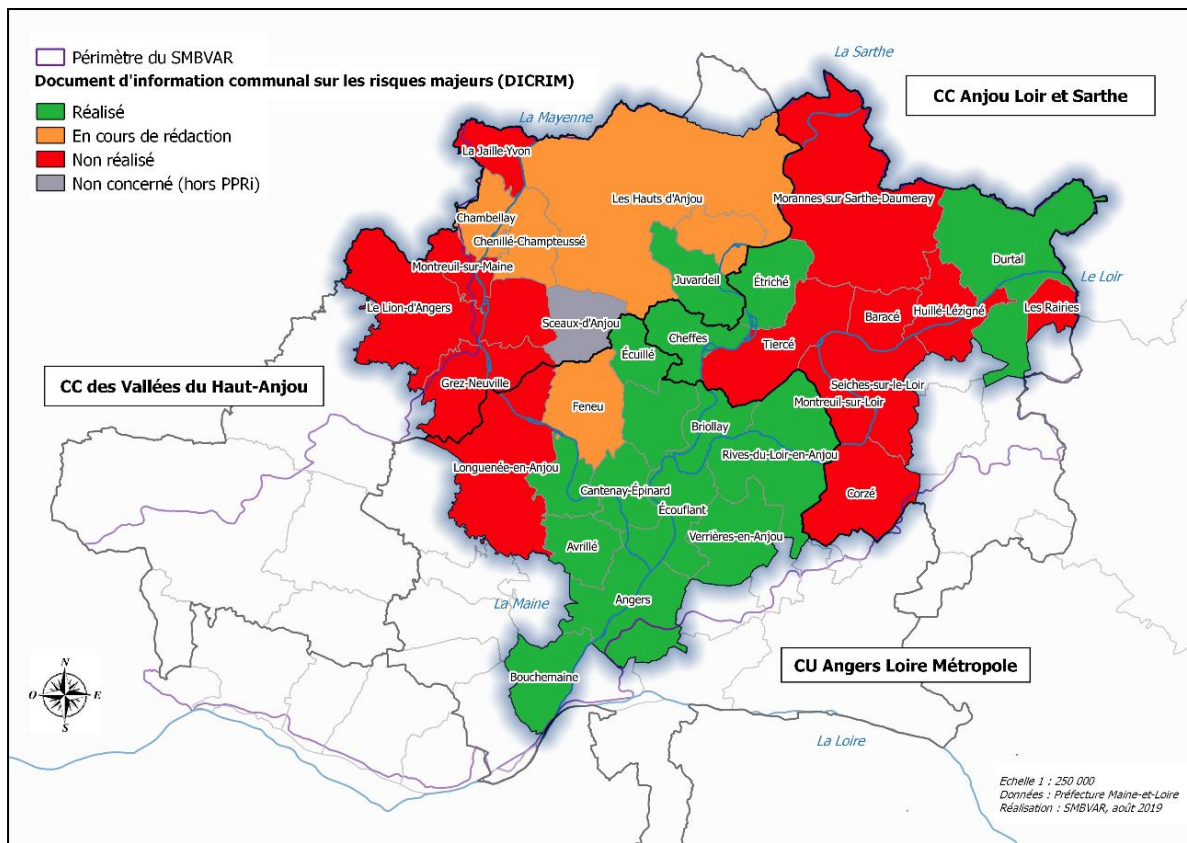 Périmètre du SMBVAR
Document d'information communal sur les risques majeurs (DICRIM)
Réalisé
En cours de rédaction
Non réalisé
Non concerné (hors PPRi)
La Sarthe
CC Anjou Loir et Sarthe
La Mayenne
La Jaille-Yvon
Les Hauts d'Anjou
Morannes sur Sarthe-Daumeray
Chambellay
Chenillé-Champteussé
Durtal
Montreuil-sur-Maine
Juvardeil
Étriché
Le Loir
Le Lion-d'Angers
Huillé-Lézigné
Les Rairies
Baracé
Sceaux-d'Anjou
Cheffes
Tiercé
Écuillé
CC des Vallées du Haut-Anjou
Grez-Neuville
Seiches-sur-le-Loir
Feneu
Montreuil-sur-Loir
Briollay
Rives-du-Loir-en-Anjou
Longuenée-en-Anjou
Cantenay-Épinard
Corzé
Écouflant
Verrières-en-Anjou
Avrillé
La Maine
Angers
CU Angers Loire Métropole
Bouchemaine
N
O
E
S
La Loire
Echelle 1 : 250 000
Données : Préfecture Maine-et-Loire
Réalisation : SMBVAR, août 2019